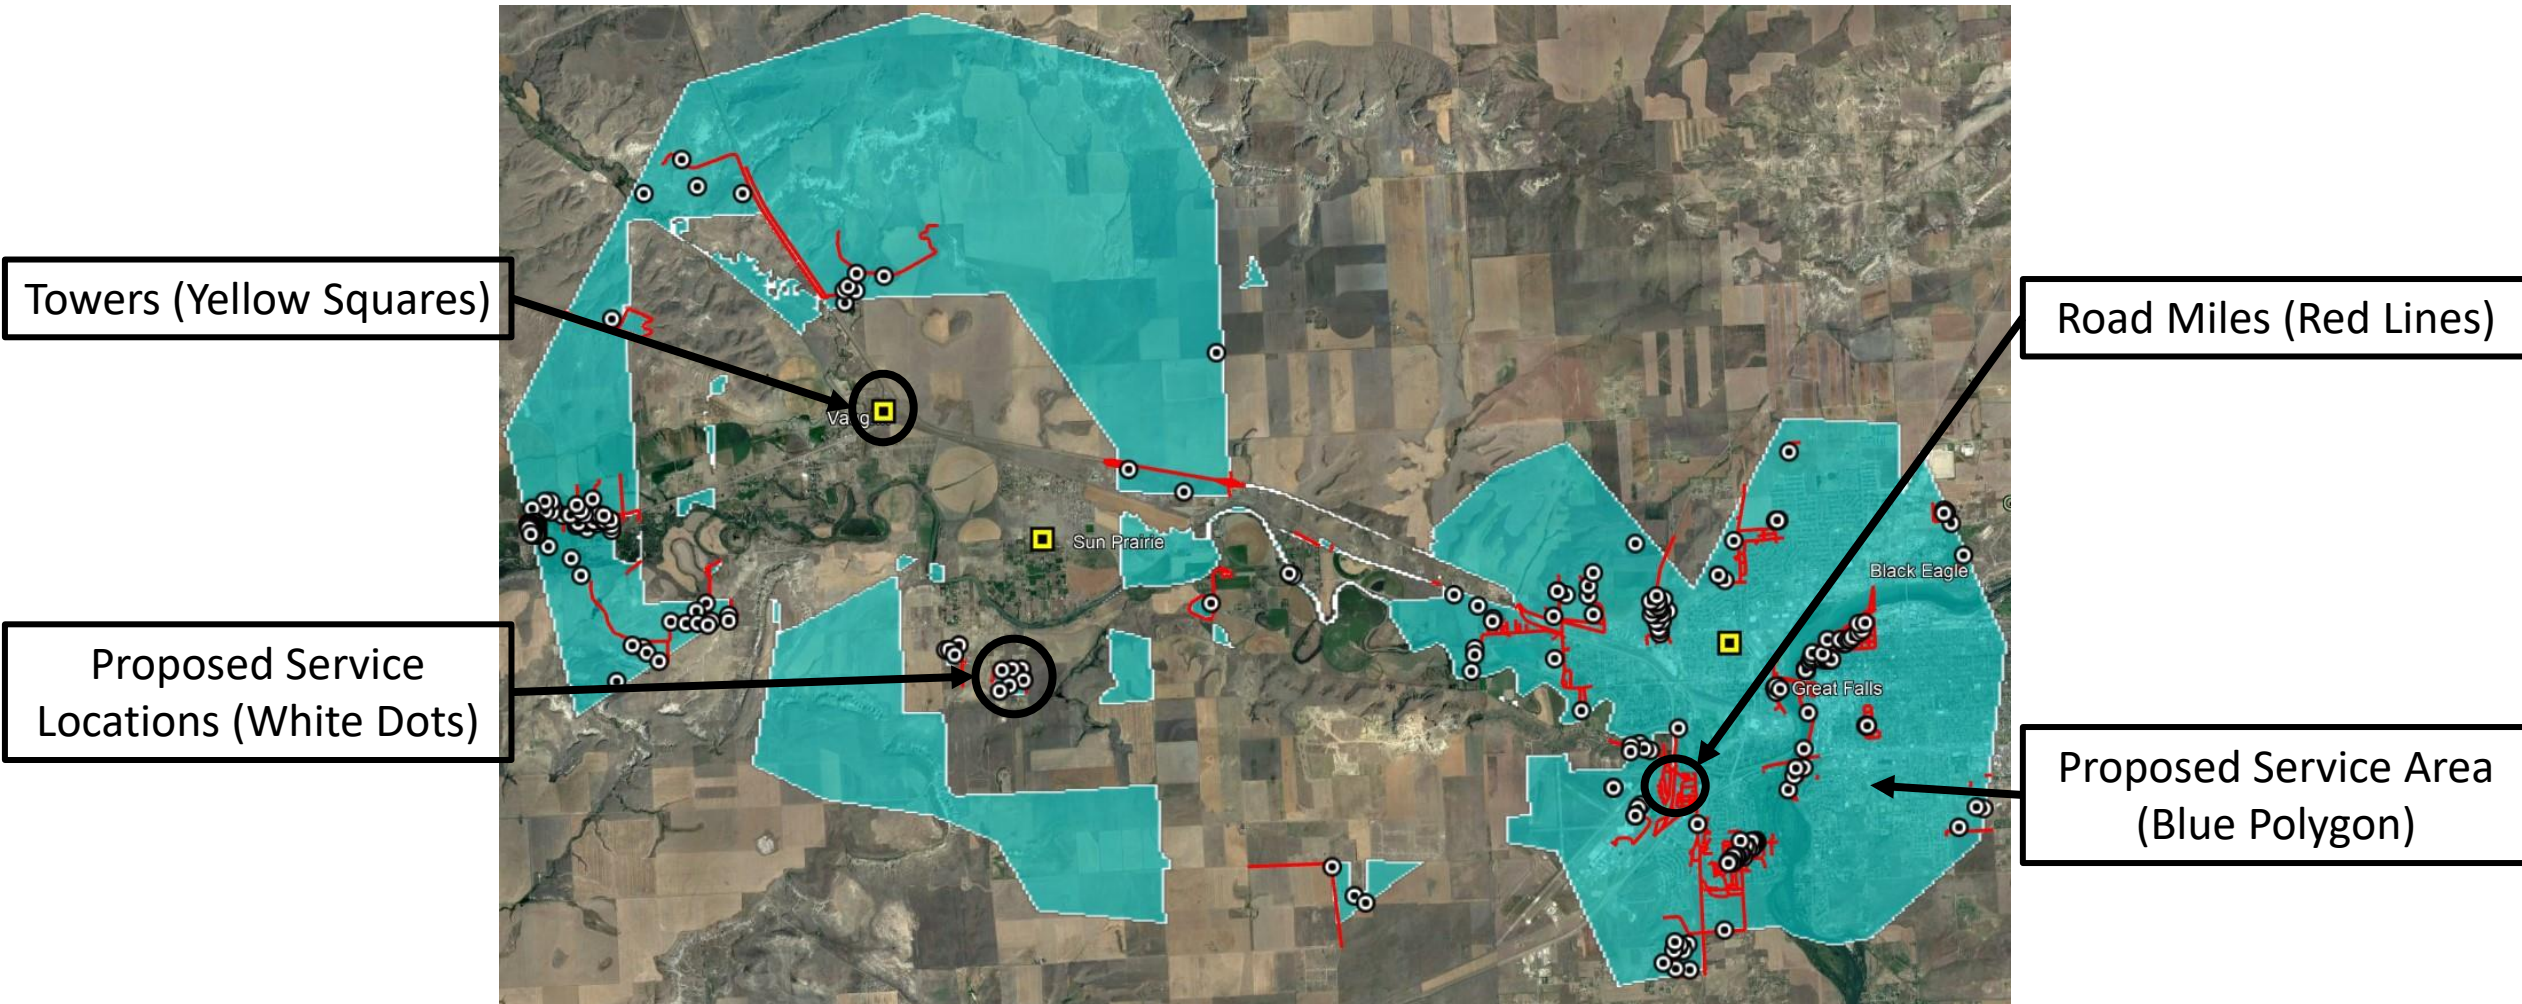 Towers (Yellow Squares)
Road Miles (Red Lines)
Sun Prairie
Black Eagle
Proposed Service
Locations (White Dots)
Great Falls
Proposed Service Area
(Blue Polygon)